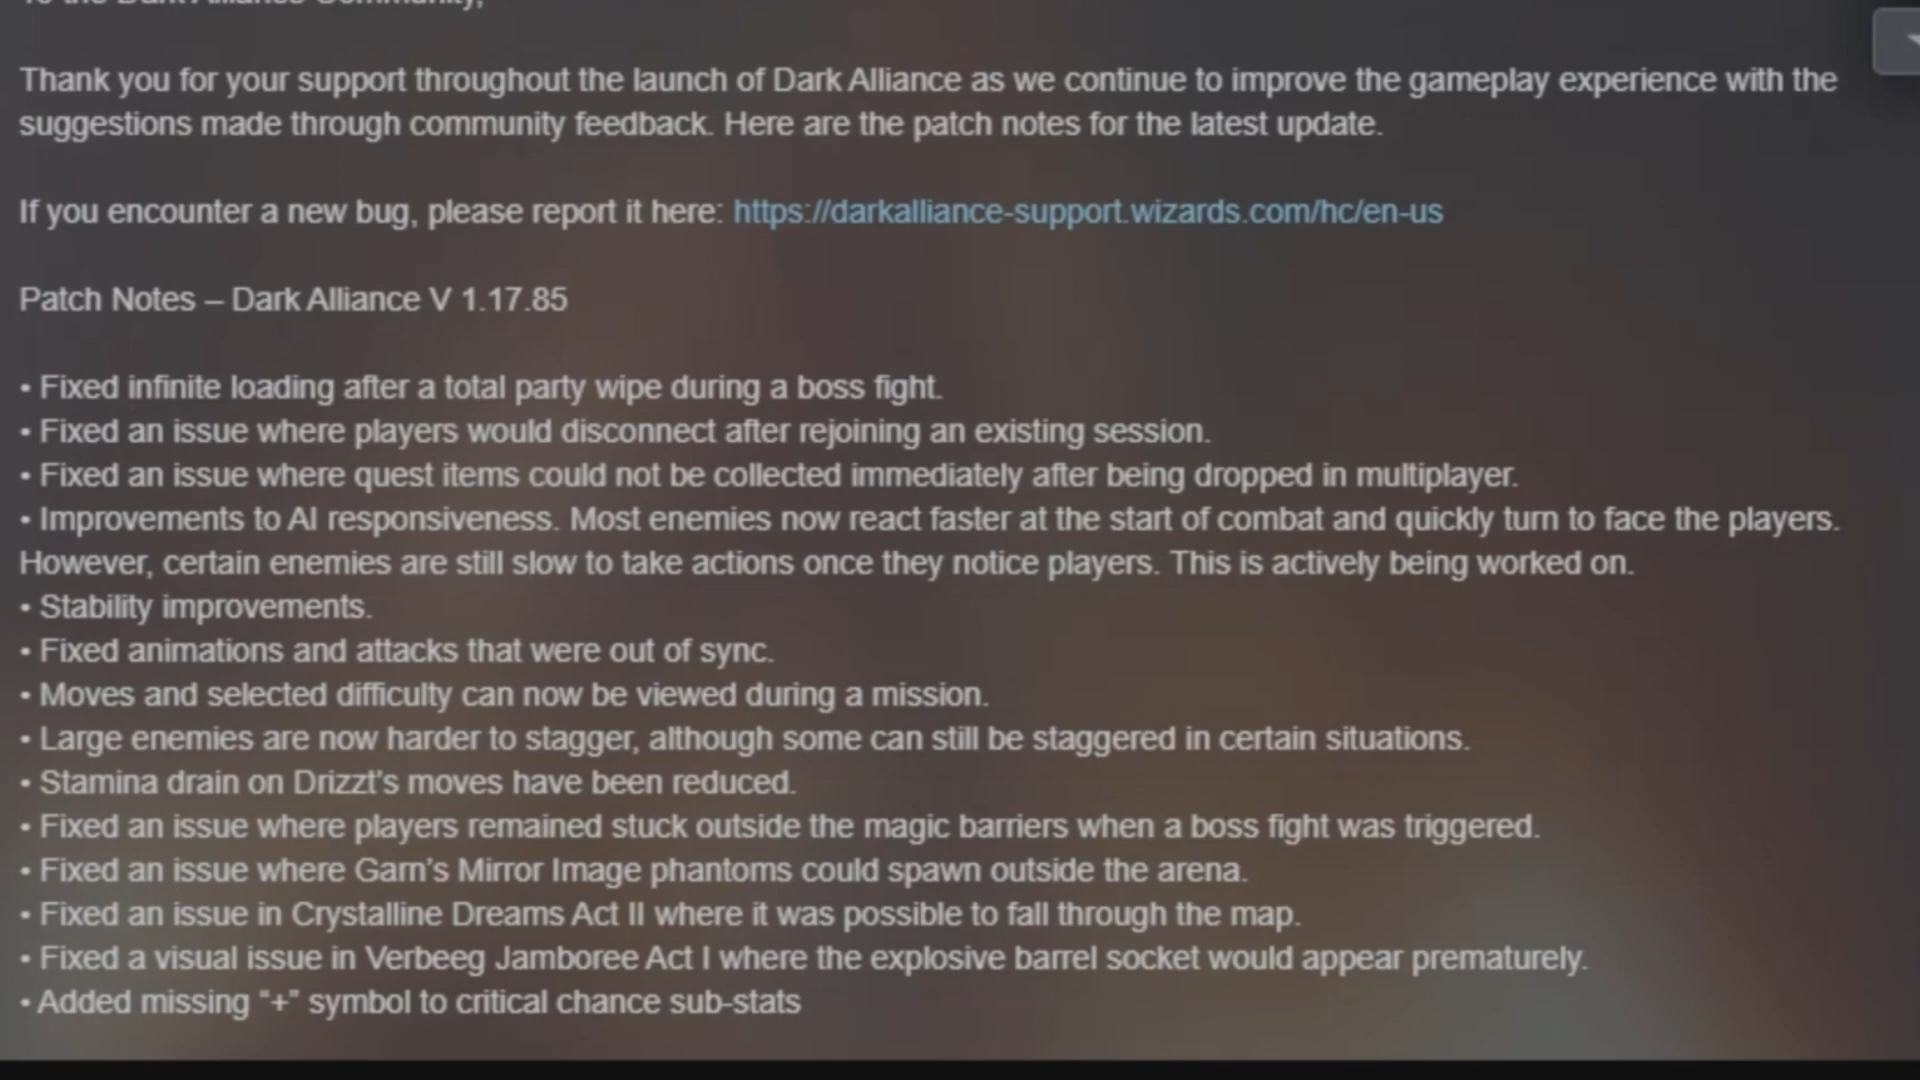 To the Dark Alliance Community,
Thank you for your support throughout the launch of Dark Alliance as we continue to improve the gameplay experience with the
suggestions made through community feedback. Here are the patch notes for the latest update.
If you encounter a new bug, please report it here: https://darkalliance-support.wizards.com/hc/en-us
Patch Notes – Dark Alliance V 1.17.85
• Fixed infinite loading after a total party wipe during a boss fight.
• Fixed an issue where players would disconnect after rejoining an existing session.
• Fixed an issue where quest items could not be collected immediately after being dropped in multiplayer.
• Improvements to AI responsiveness. Most enemies now react faster at the start of combat and quickly turn to face the players.
However, certain enemies are still slow to take actions once they notice players. This is actively being worked on.
• Stability improvements.
• Fixed animations and attacks that were out of sync.
• Moves and selected difficulty can now be viewed during a mission.
• Large enemies are now harder to stagger, although some can still be staggered in certain situations.
• Stamina drain on Drizzt's moves have been reduced.
• Fixed an issue where players remained stuck outside the magic barriers when a boss fight was triggered.
• Fixed an issue where Garn’s Mirror Image phantoms could spawn outside the arena.
• Fixed an issue in Crystalline Dreams Act II where it was possible to fall through the map.
• Fixed a visual issue in Verbeeg Jamboree Act I where the explosive barrel socket would appear prematurely.
• Added missing “+” symbol to critical chance sub-stats